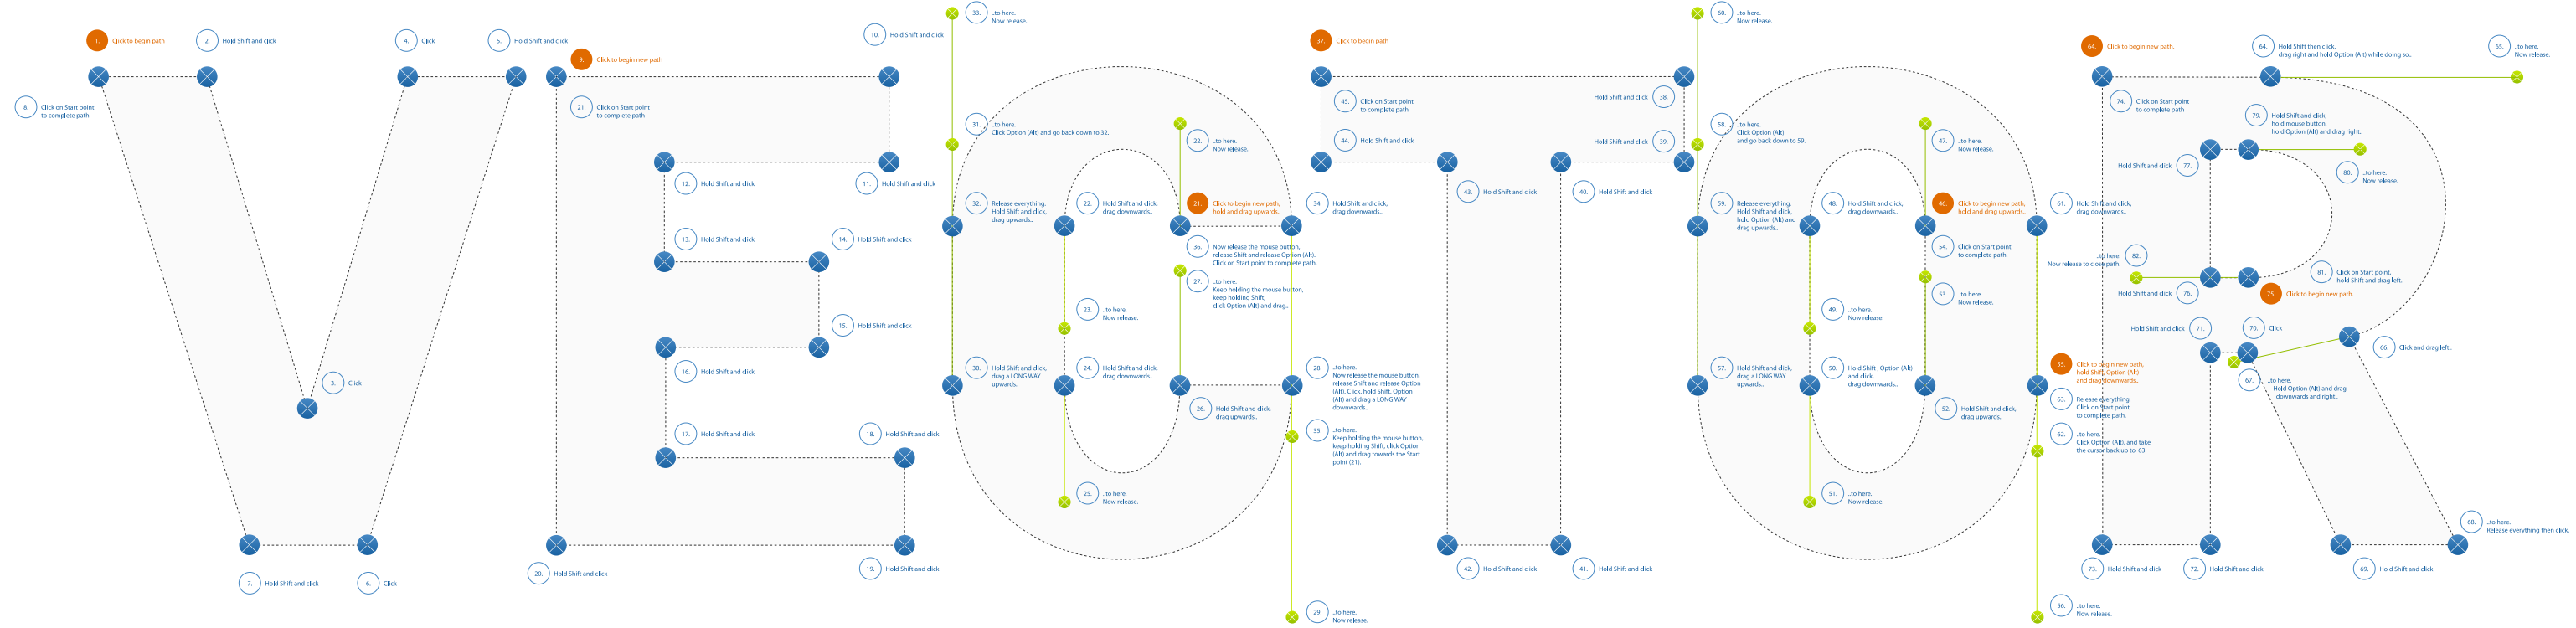 1. Click to begin path
2. Hold Shift and click
3. Click
4. Click
5. Hold Shift and click
6. Click
7. Hold Shift and click
8. Click on Start point
to complete path
9. Click to begin new path
10. Hold Shift and click
11. Hold Shift and click
12. Hold Shift and click
13. Hold Shift and click
14. Hold Shift and click
15. Hold Shift and click
16. Hold Shift and click
17. Hold Shift and click
18. Hold Shift and click
19. Hold Shift and click
20. Hold Shift and click
21. Click on Start point
to complete path
21. Click to begin new path,
hold and drag upwards..
22. ..to here.
Now release.
22. Hold Shift and click,
drag downwards..
23. ..to here.
Now release.
24. Hold Shift and click,
drag downwards..
25. ..to here.
Now release.
26. Hold Shift and click,
drag upwards..
27. ..to here.
Keep holding the mouse button,
keep holding Shift,
click Option (Alt) and drag..
28. ..to here.
Now release the mouse button,
release Shift and release Option
(Alt). Click, hold Shift, Option
(Alt) and drag a LONG WAY
downwards..
29. ..to here.
Now release.
30. Hold Shift and click,
drag a LONG WAY
upwards..
31. ..to here.
Click Option (Alt) and go back down to 32.
32. Release everything.
Hold Shift and click,
drag upwards..
33. ..to here.
Now release.
34. Hold Shift and click,
drag downwards..
35. ..to here.
Keep holding the mouse button,
keep holding Shift, click Option
(Alt) and drag towards the Start
point (21).
36. Now release the mouse button,
release Shift and release Option (Alt).
Click on Start point to complete path.
37. Click to begin path
38. Hold Shift and click
39. Hold Shift and click
40. Hold Shift and click
41. Hold Shift and click
42. Hold Shift and click
43. Hold Shift and click
44. Hold Shift and click
45. Click on Start point
to complete path
46. Click to begin new path,
hold and drag upwards..
47. ..to here.
Now release.
48. Hold Shift and click,
drag downwards..
49. ..to here.
Now release.
50. Hold Shift , Option (Alt)
and click,
drag downwards..
51. ..to here.
Now release.
52. Hold Shift and click,
drag upwards..
53. ..to here.
Now release.
54. Click on Start point
to complete path.
55. Click to begin new path,
hold Shift, Option (Alt)
and drag downwards..
56. ..to here.
Now release.
57. Hold Shift and click,
drag a LONG WAY
upwards..
58. ..to here.
Click Option (Alt)
and go back down to 59.
59. Release everything.
Hold Shift and click,
hold Option (Alt) and
drag upwards..
60. ..to here.
Now release.
61. Hold Shift and click,
drag downwards..
62. ..to here.
Click Option (Alt), and take
the cursor back up to 63.
63. Release everything.
Click on Start point
to complete path.
64. Click to begin new path.
64. Hold Shift then click,
drag right and hold Option (Alt) while doing so..
65. ..to here.
Now release.
66. Click and drag left..
67. ..to here.
Hold Option (Alt) and drag
downwards and right..
68. ..to here.
Release everything then click.
69. Hold Shift and click
70. Click
71. Hold Shift and click
72. Hold Shift and click
73. Hold Shift and click
74. Click on Start point
to complete path
75. Click to begin new path.
76. Hold Shift and click
77. Hold Shift and click
79. Hold Shift and click,
hold mouse button,
hold Option (Alt) and drag right..
80. ..to here.
Now release.
81. Click on Start point,
hold Shift and drag left..
82. ..to here.
Now release to close path.